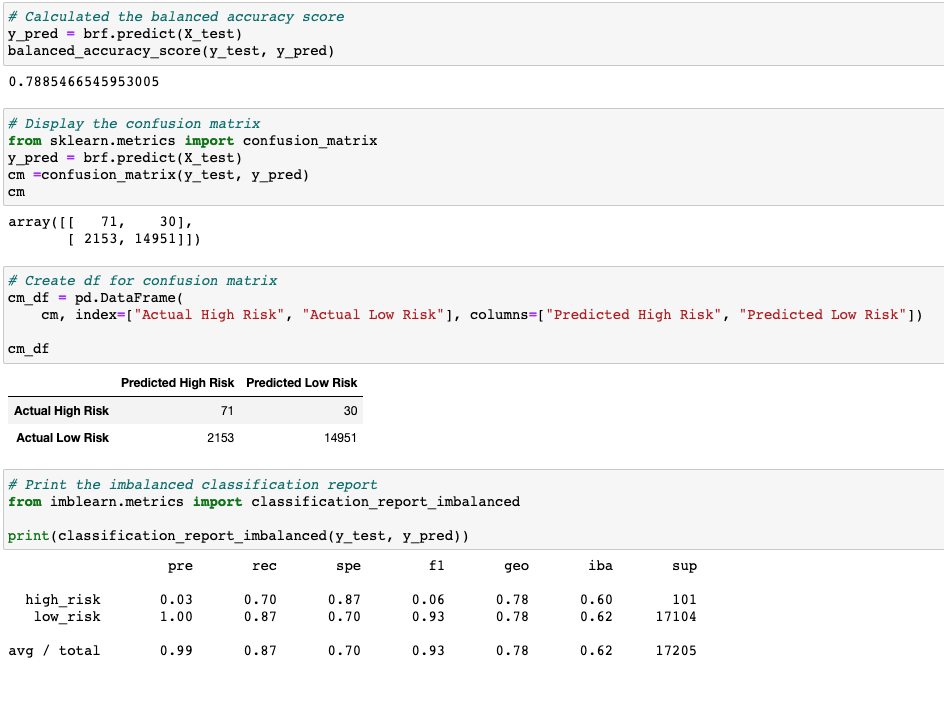 # Calculated the balanced accuracy score
y_pred = brf.predict(X_test)
balanced_accuracy_score(y_test, y_pred)
0.7885466545953005
# Display the confusion matrix
from sklearn.metrics import confusion_matrix
y_pred = brf.predict(X_test)
cm =confusion_matrix(y_test, y_pred)
cm
array([[   71,    30],
       [ 2153, 14951]])
# Create df for confusion matrix
cm_df = pd.DataFrame(
    cm, index=["Actual High Risk", "Actual Low Risk"], columns=["Predicted High Risk", "Predicted Low Risk"])
cm_df
Predicted High Risk Predicted Low Risk
Actual High Risk 71 30
Actual Low Risk 2153 14951
# Print the imbalanced classification report
from imblearn.metrics import classification_report_imbalanced
print(classification_report_imbalanced(y_test, y_pred))
pre rec spe f1 geo iba sup
high_risk 0.03 0.70 0.87 0.06 0.78 0.60 101
low_risk 1.00 0.87 0.70 0.93 0.78 0.62 17104
avg / total 0.99 0.87 0.70 0.93 0.78 0.62 17205